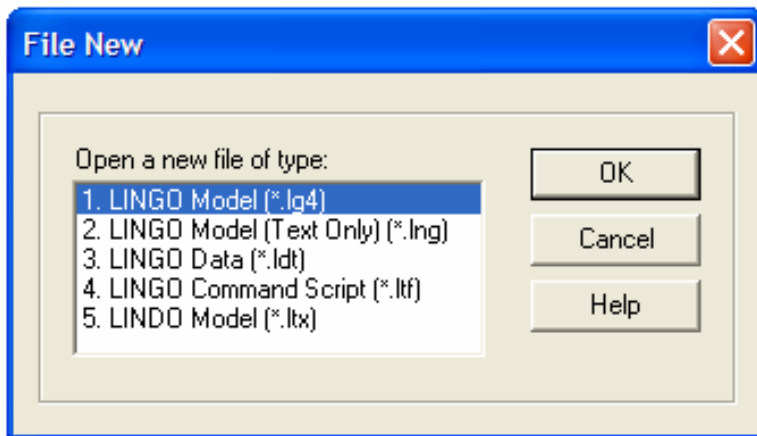 File New
Open a new file of type:
1. LINGO Model (*.lg4)
2. LINGO Model (Text Only) (*.lng)
3. LINGO Data (*.ldt)
4. LINGO Command Script (*.ltf)
5. LINDO Model (*.ltx)
OK
Cancel
Help